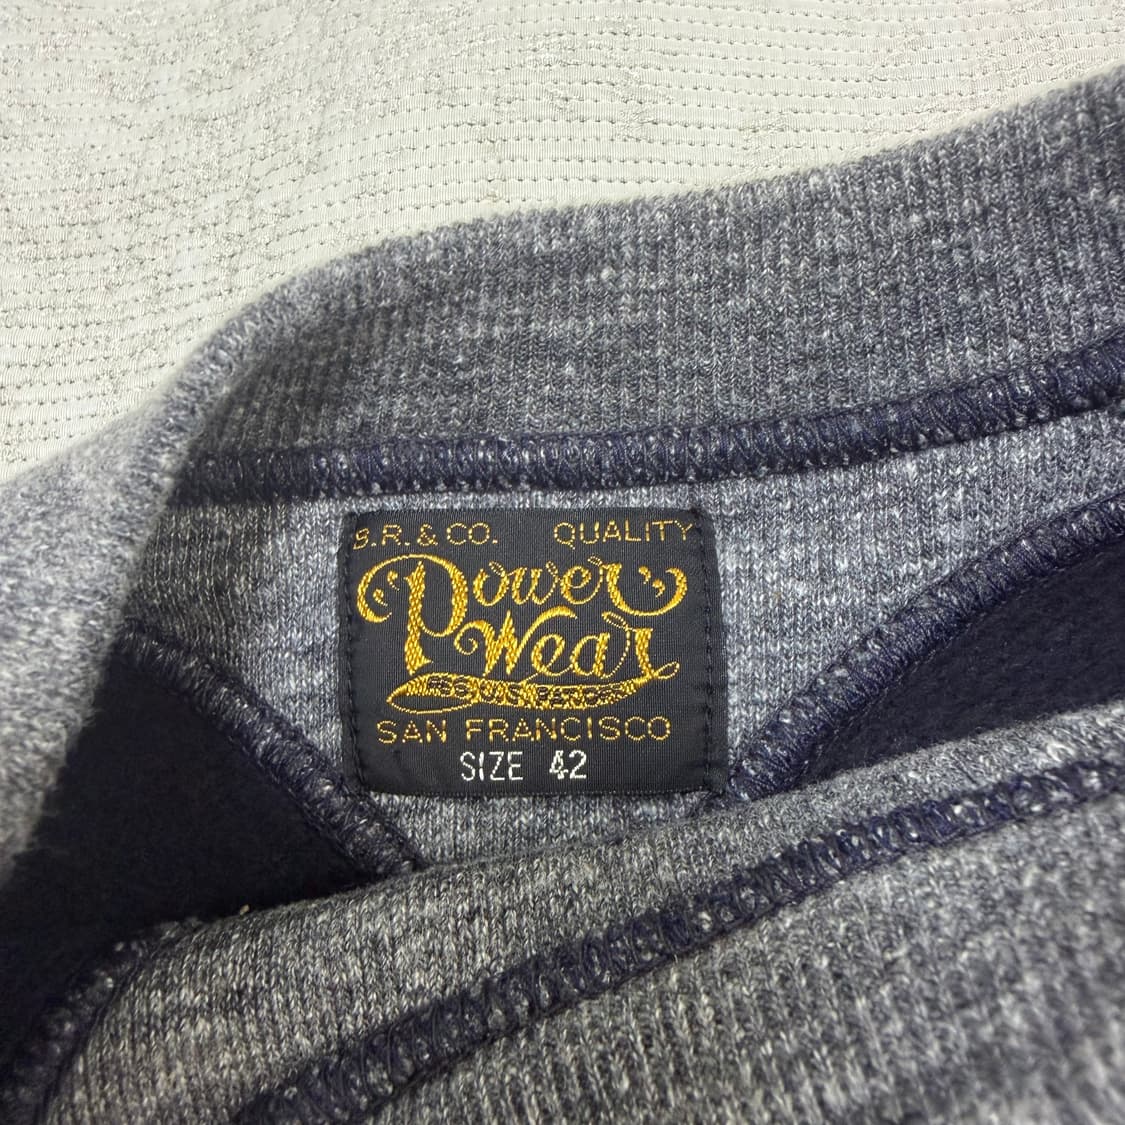 B.R. & CO. QUALITY
"Power"
Wear
SAN FRANCISCO
SIZE 42